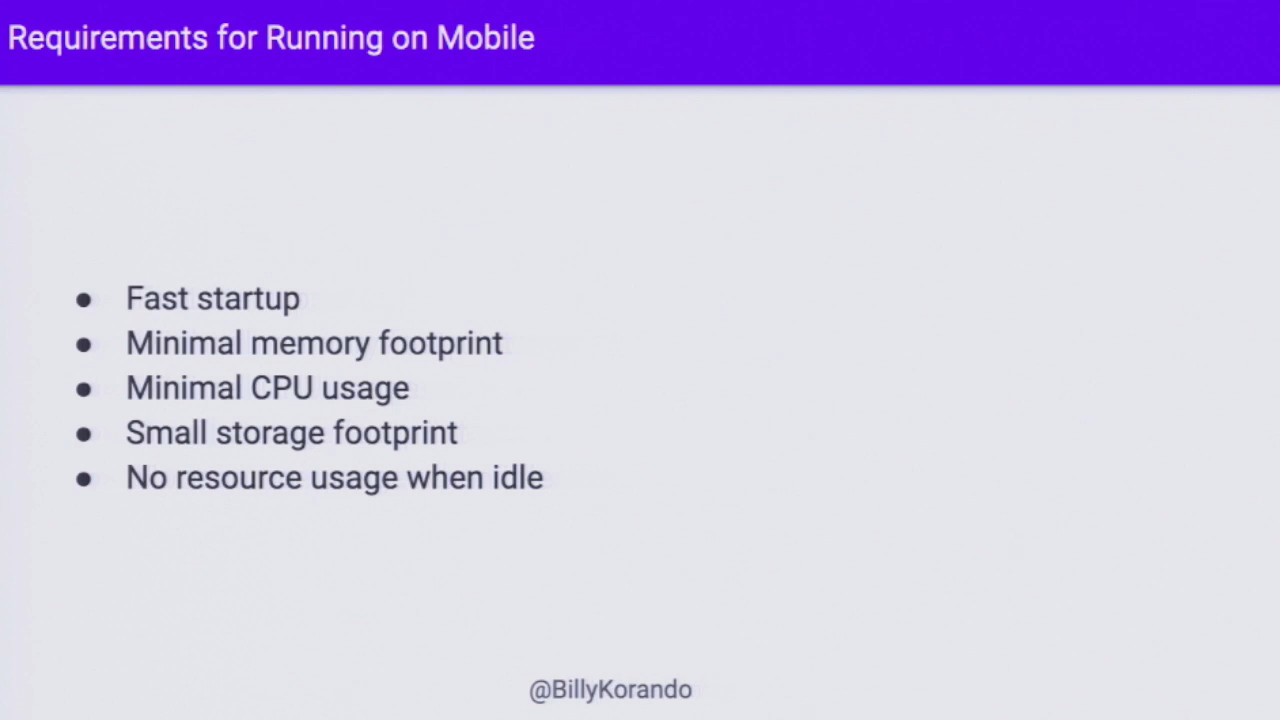 Requirements for Running on Mobile
● Fast startup
● Minimal memory footprint
● Minimal CPU usage
● Small storage footprint
● No resource usage when idle
@BillyKorando